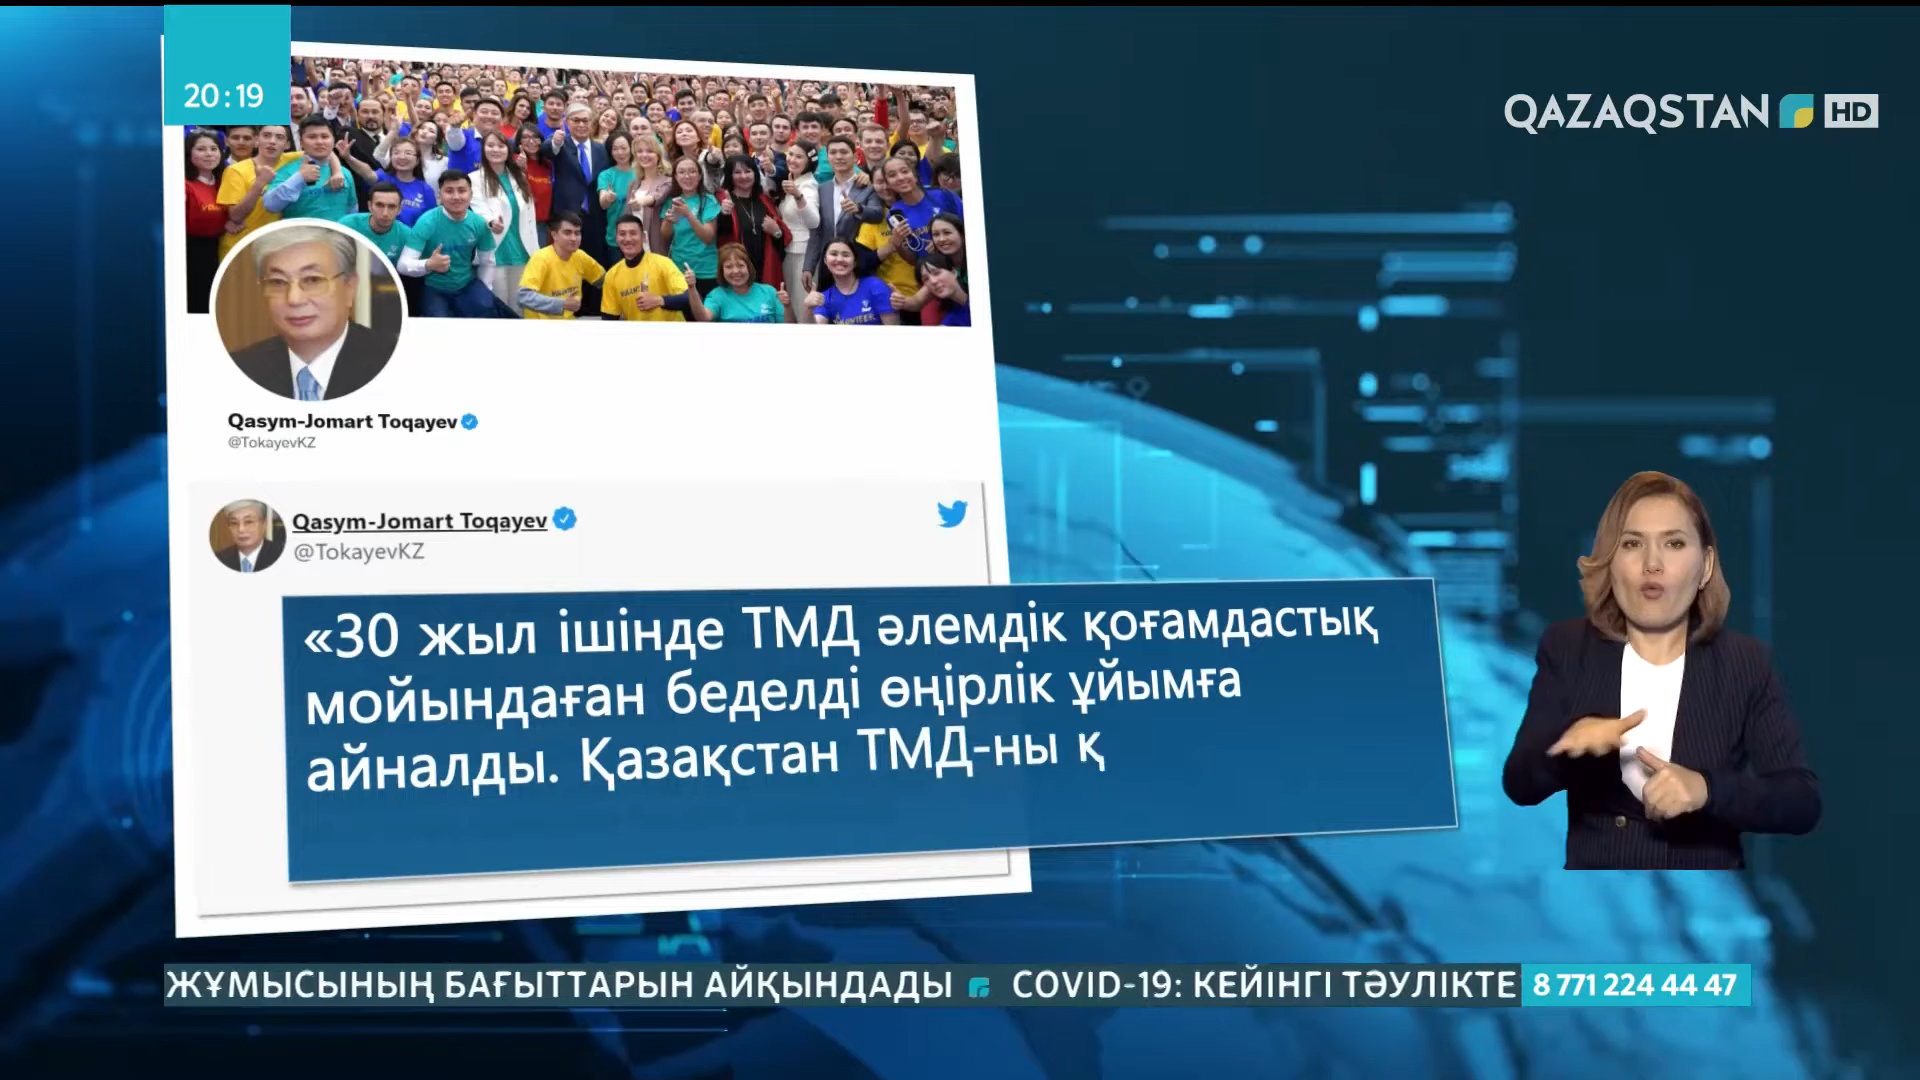 20:19
QAZAQSTAN HD
Qasym-Jomart Toqayev
@TokayevKZ
Qasym-Jomart Toqayev
@TokayevKZ
«30 жыл ішінде ТМД әлемдік қоғамдастық
мойындаған беделді өңірлік ұйымға
айналды. Қазақстан ТМД-ны қ
ЖҰМЫСЫНЫҢ БАҒЫТТАРЫН АЙҚЫНДАДЫ COVID-19: КЕЙІНГІ ТӘУЛІКТЕ 8 771 224 44 47